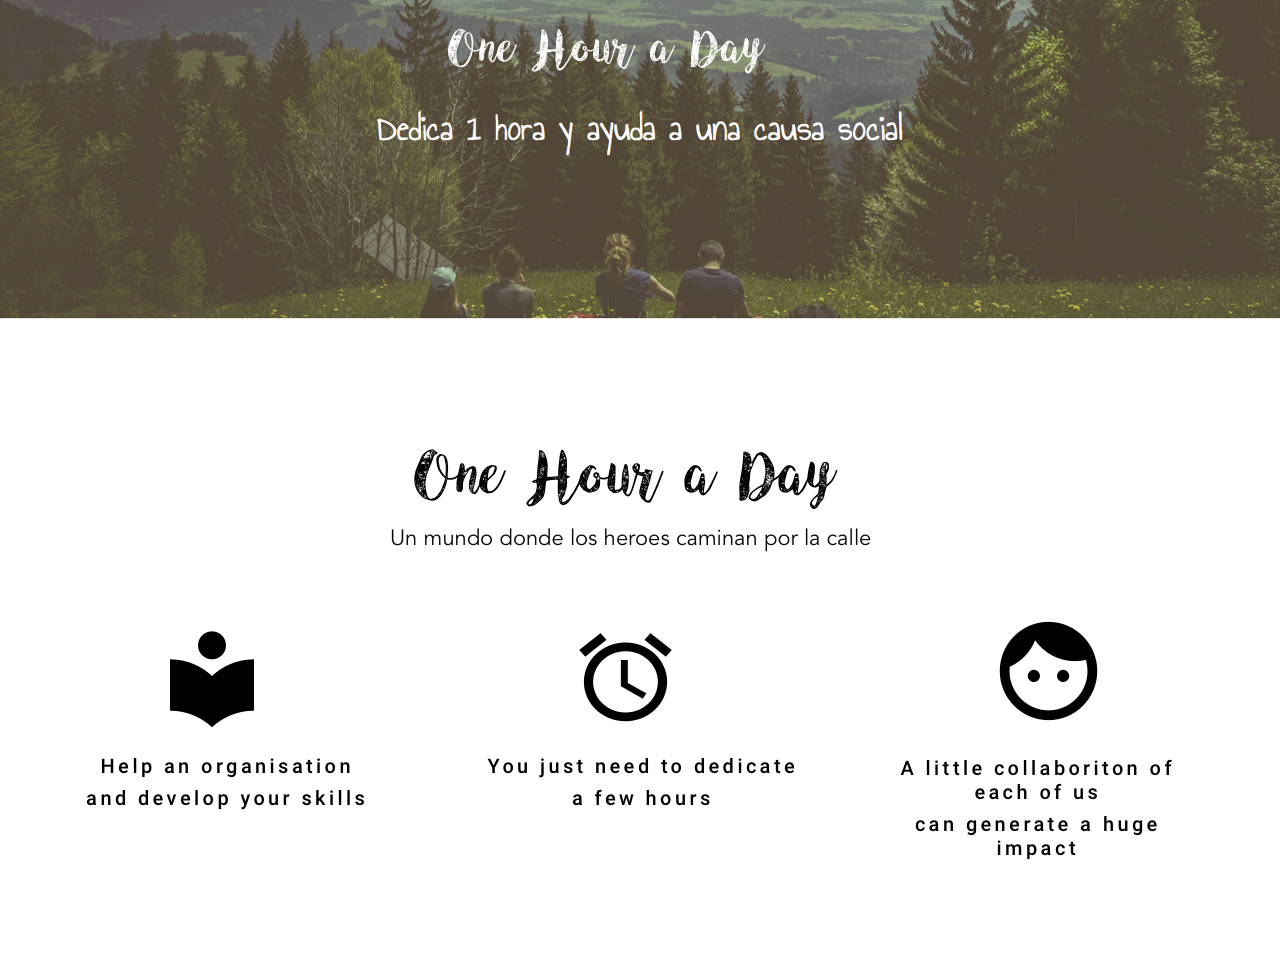 One Hour a Day
Dedica 1 hora y ayuda a una causa social
One Hour a Day
Un mundo donde los heroes caminan por la calle
Help an organisation
and develop your skills
You just need to dedicate
a few hours
A little collaboriton of
each of us
can generate a huge
impact